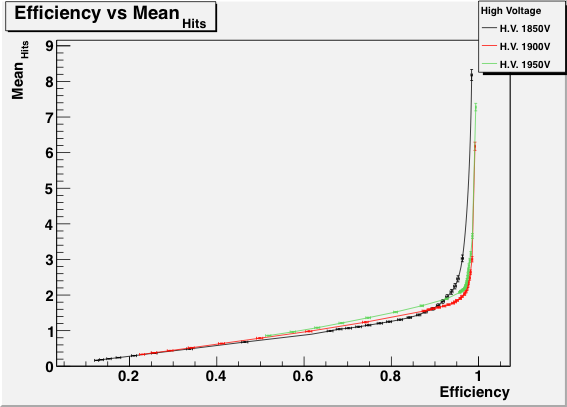 Efficiency vs Mean Hits
High Voltage
H.V. 1850V
H.V. 1900V
H.V. 1950V
Mean Hits
9
8
7
6
5
4
3
2
1
0
0.2 0.4 0.6 0.8 1
Efficiency